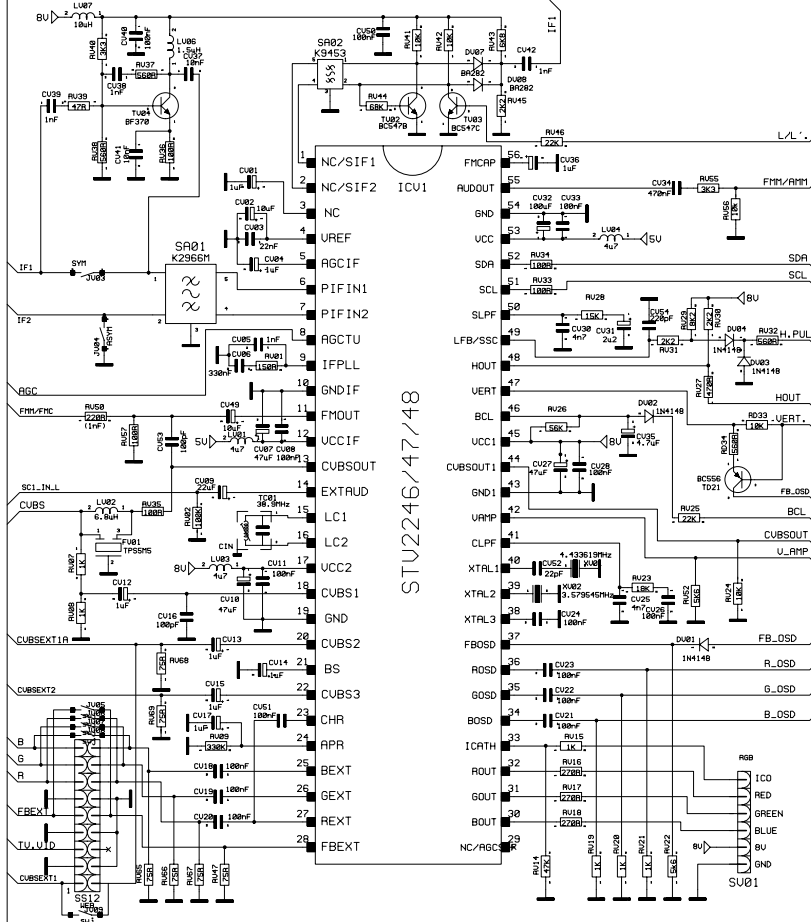 LV07
8V
10uH
CV40
100nF
RV40
3K3
LV06
1.5uH
CV37
10nF
RV37
560R
CV38
1nF
CV39
1nF
RV39
47R
TV04
BF370
RV38
560R
CV41
10nF
RV36
100R
SA02
K9453
CV50
100nF
RV41
10K
RV42
10K
DV07
BA282
RV43
6K8
CV42
1nF
IF1
DV08
BA282
RV44
68K
RV45
2K2
TV02
BC547B
TV03
BC547C
RV46
22K
L/L'.
ICV1
STV2246/47/48
1 NC/SIF1
2 NC/SIF2
3 NC
4 VREF
5 AGCIF
6 PIFIN1
7 PIFIN2
8 AGCTU
9 IFPLL
10 GNDIF
11 FMOUT
12 VCCIF
13 CVBSOUT
14 EXTAUD
15 LC1
16 LC2
17 VCC2
18 CVBS1
19 GND
20 CVBS2
21 BS
22 CVBS3
23 CHR
24 APR
25 BEXT
26 GEXT
27 REXT
28 FBEXT
FMCAP 56
AUDOUT 55
GND 54
VCC 53
SDA 52
SCL 51
SLPF 50
LFB/SSC 49
HOUT 48
VERT 47
BCL 46
VCC1 45
CVBSOUT1 44
GND1 43
VAMP 42
CLPF 41
XTAL1 40
XTAL2 39
XTAL3 38
FBOSD 37
ROSD 36
GOSD 35
BOSD 34
ICATH 33
ROUT 32
GOUT 31
BOUT 30
29
CV01
1uF
CV02
10uF
CV03
22nF
CV04
1uF
SA01
K2966M
IF1
SYM
JV03
IF2
ASYM
JV04
CV05
1nF
CV06
330nF
RV01
150R
AGC
FMM/FMC
RV50
220R
(1nF)
RV57
100R
CV53
100pF
CV49
10uF
5V
LV01
4u7
CV07
47uF
CV08
100nF
SC1_IN_L
CV09
22uF
CVBS
LV02
6.8uH
RV35
100R
RV02
100K
TC01
38.9MHz
CIN
FV01
TPS5MS
RV07
1K
RV08
1K
CV12
1uF
8V
LV03
4u7
CV11
100nF
CV10
47uF
CV16
100pF
CVBSEXT1A
CV13
1uF
RV68
75R
CV14
1uF
CVBSEXT2
CV15
1uF
RV69
75R
CV17
1uF
CV51
100nF
RV09
330K
JV05
B
G
R
FBEXT
TV.VID
CVBSEXT1
CV18
100nF
CV19
100nF
CV20
100nF
RV65
75R
RV66
75R
RV67
75R
RV47
75R
SS12
JV09
CV36
1uF
CV34
470nF
RV55
3K3
FMM/AMM
RV56
10k
CV32
100uF
CV33
100nF
LV04
4u7
5V
RV34
100R
SDA
RV33
100R
SCL
RV28
15K
CV30
4n7
CV31
2u2
CV54
220pF
RV29
8K2
RV30
2K2
8V
DV04
1N4148
RV32
560R
H.PUL
RV31
2K2
DV03
1N4148
RV27
470R
HOUT
RV26
56K
DV02
1N4148
8V
CV35
4.7uF
CV27
47uF
CV28
100nF
RD33
10K
VERT.
RD34
560R
BC556
TD21
FB_OSD
RV25
22K
BCL
CVBSOUT
V_AMP
4.433619MHz
CV52
22pF
XV01
XV02
3.579545MHz
CV24
100nF
RV23
18K
CV25
4n7
CV26
100nF
RV52
5K6
RV24
10K
DV01
1N4148
FB_OSD
CV23
100nF
R_OSD
CV22
100nF
G_OSD
CV21
100nF
B_OSD
RV15
1K
RV16
270R
RV17
270R
RV18
270R
RGB
ICO
RED
GREEN
BLUE
8V
8V
GND
SV01
RV14
47K
RV19
1K
RV20
1K
RV21
1K
RV22
5k6